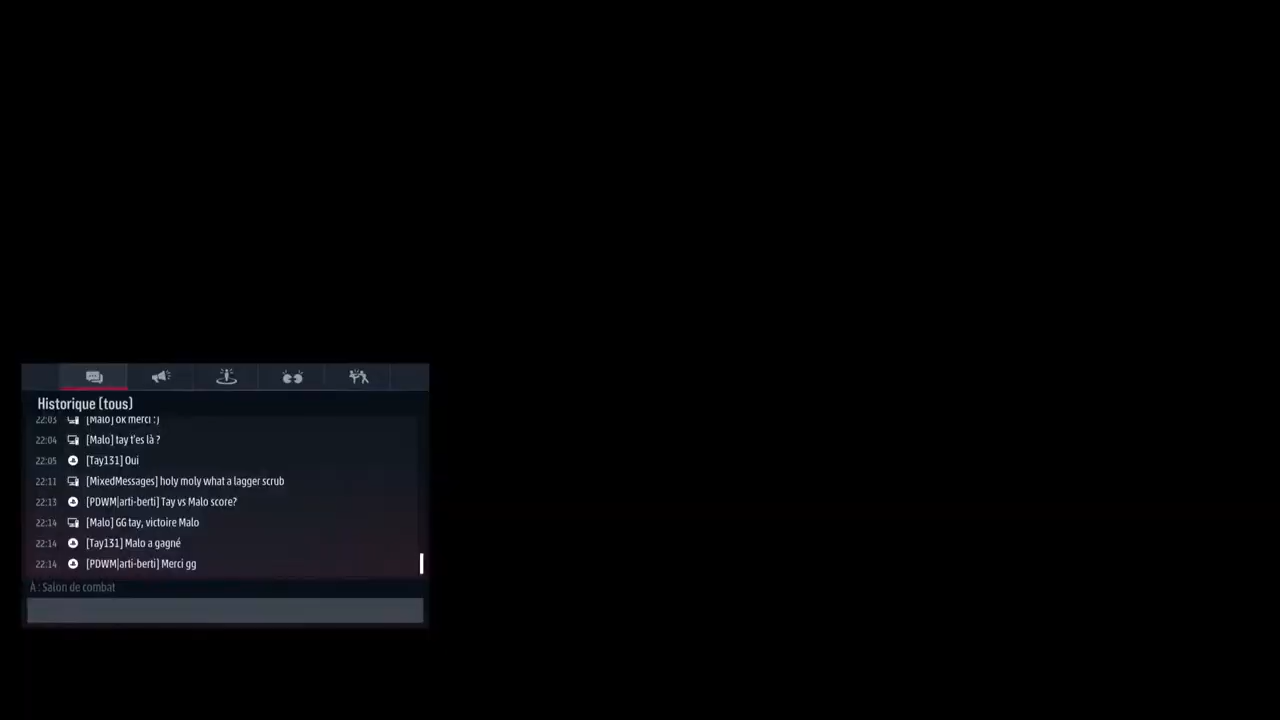 Historique (tous)
22:03 [Malo] ok merci :)
22:04 [Malo] tay t'es là ?
22:05 [Tay131] Oui
22:11 [MixedMessages] holy moly what a lagger scrub
22:13 [PDWM|arti-berti] Tay vs Malo score?
22:14 [Malo] GG tay, victoire Malo
22:14 [Tay131] Malo a gagné
22:14 [PDWM|arti-berti] Merci gg
À : Salon de combat